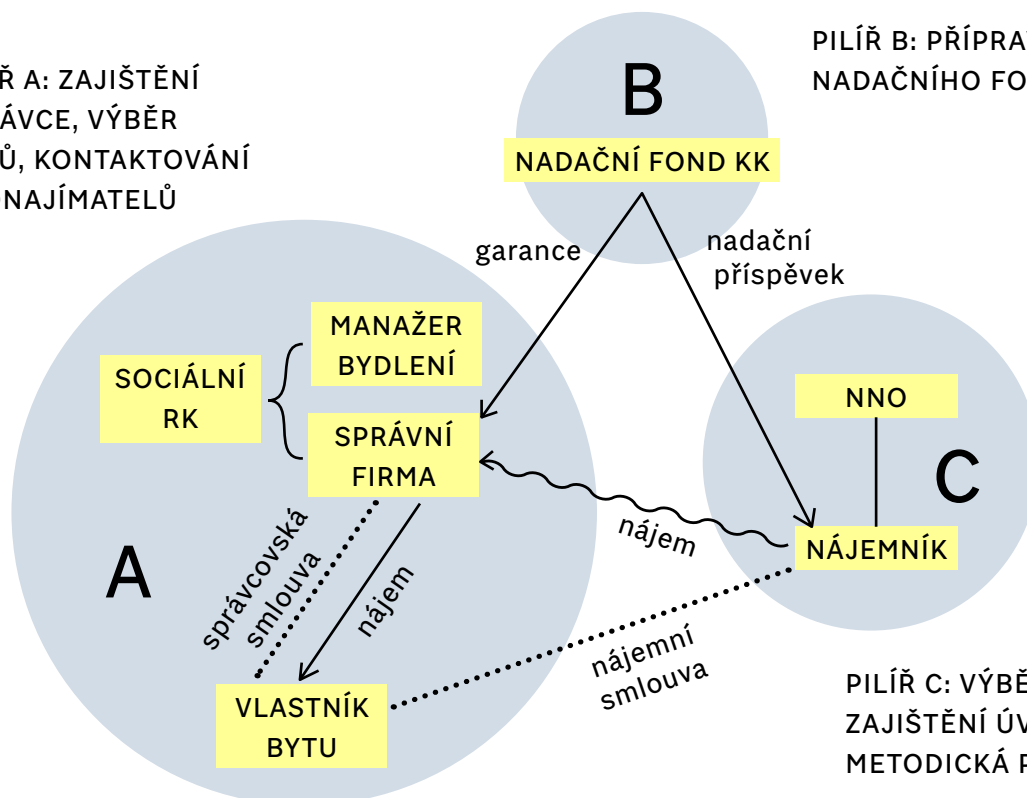 Ř A: ZAJIŠTĚNÍ
ÁVCE, VÝBĚR
Ů, KONTAKTOVÁNÍ
NAJÍMATELŮ
B
PILÍŘ B: PŘÍPRA
NADAČNÍHO FO
NADAČNÍ FOND KK
garance
nadační
příspěvek
MANAŽER
BYDLENÍ
SOCIÁLNÍ
RK
SPRÁVNÍ
FIRMA
NNO
C
nájem
NÁJEMNÍK
A
správcovská
smlouva
nájem
nájemní
smlouva
VLASTNÍK
BYTU
PILÍŘ C: VÝBĚ
ZAJIŠTĚNÍ ÚV
METODICKÁ P